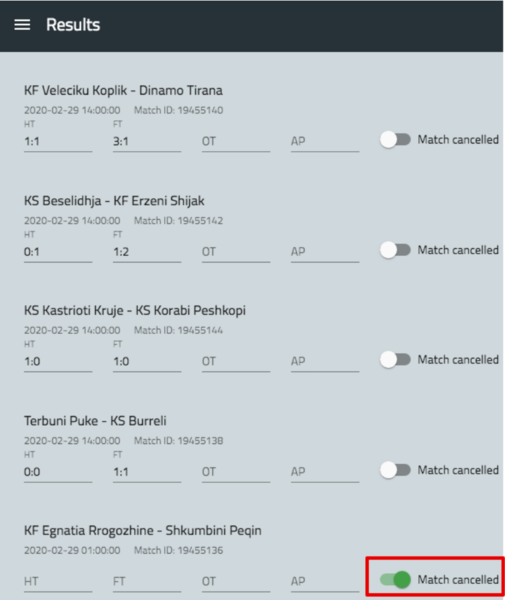 Results
KF Veleciku Koplik - Dinamo Tirana
2020-02-29 14:00:00 Match ID: 19455140
HT FT
1:1 3:1 OT AP Match cancelled
KS Beselidhja - KF Erzeni Shijak
2020-02-29 14:00:00 Match ID: 19455142
HT FT
0:1 1:2 OT AP Match cancelled
KS Kastrioti Kruje - KS Korabi Peshkopi
2020-02-29 14:00:00 Match ID: 19455144
HT FT
1:0 1:0 OT AP Match cancelled
Terbuni Puke - KS Burreli
2020-02-29 14:00:00 Match ID: 19455138
HT FT
0:0 1:1 OT AP Match cancelled
KF Egnatia Rrogozhine - Shkumbini Peqin
2020-02-29 01:00:00 Match ID: 19455136
HT FT OT AP Match cancelled